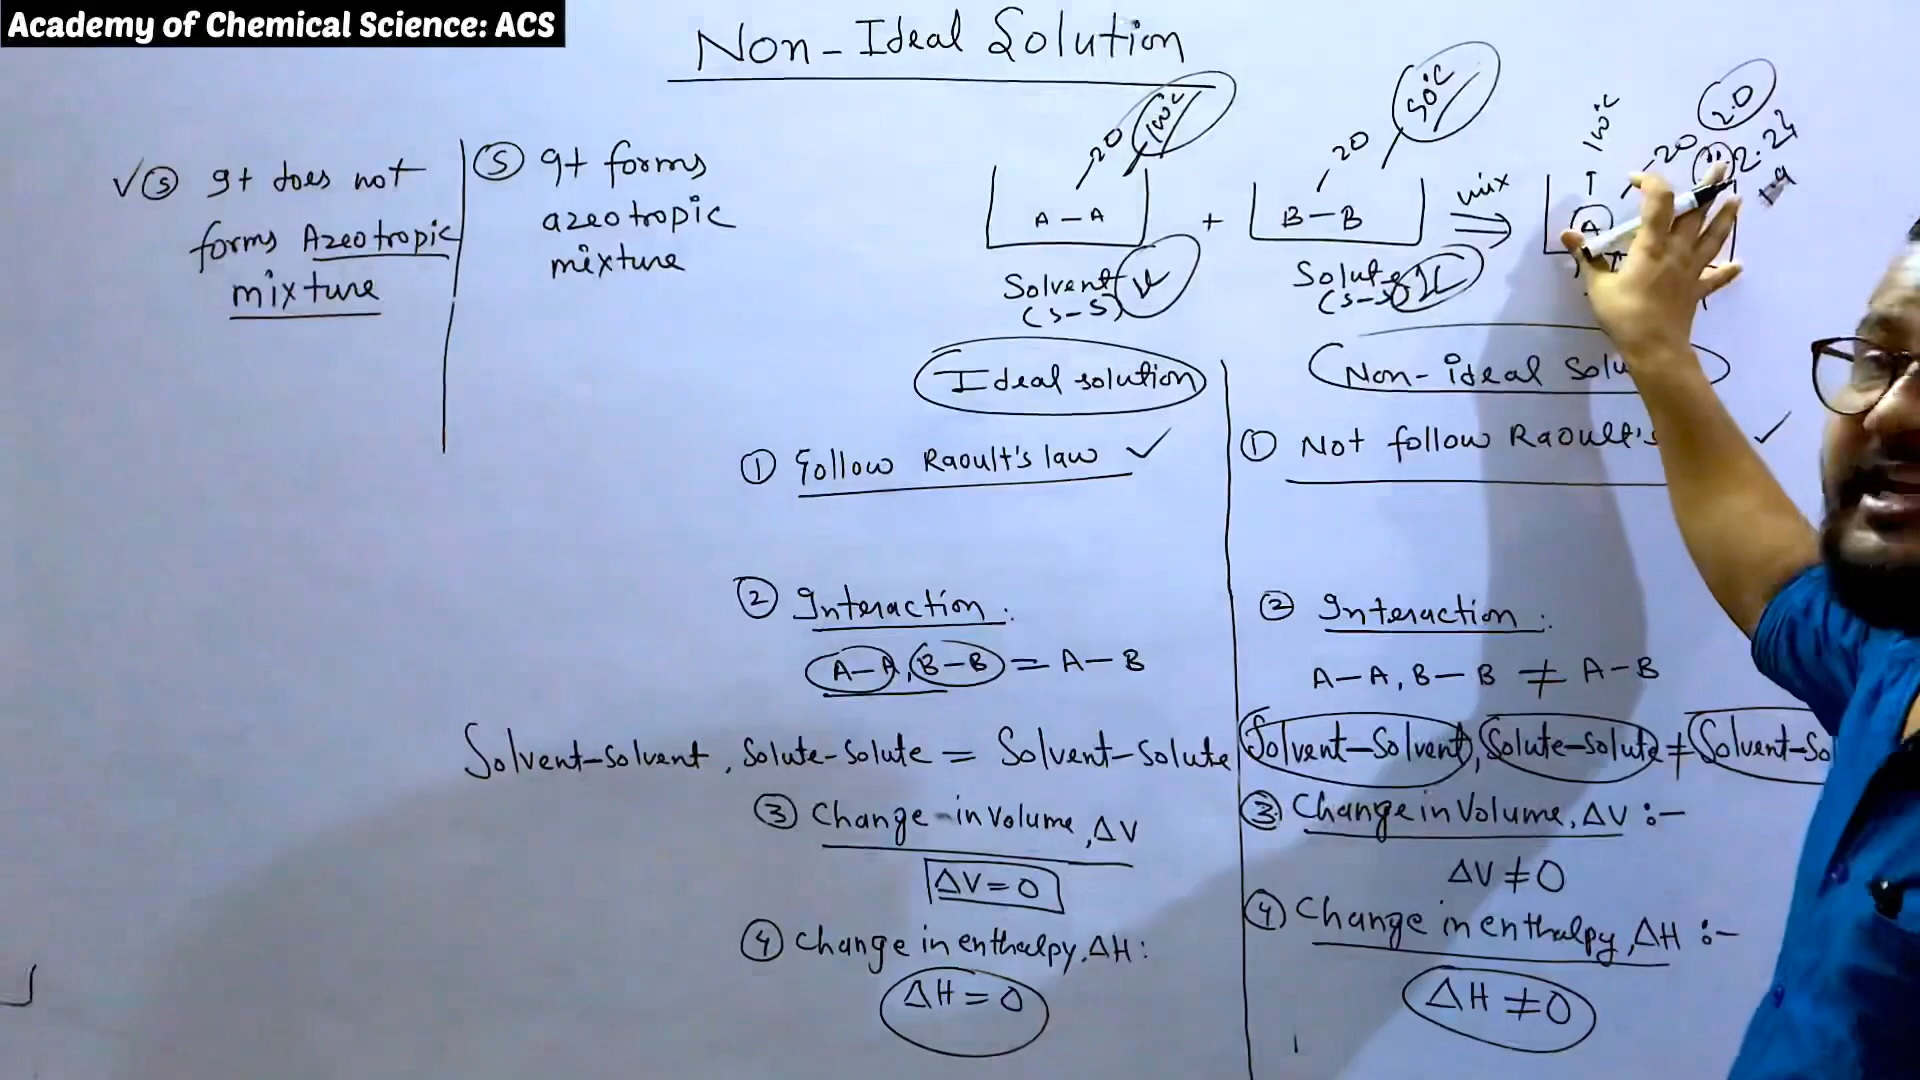 Academy of Chemical Science: ACS
Non-Ideal Solution
✓ ⑤ It does not
forms Azeotropic
mixture
⑤ It forms
azeotropic
mixture
20 100°C
A-A
Solvent
(S-S)
+
20 50°C
B-B
Solute
mix
100°C
20 2.0
2.24
1.9
A
Ideal solution
① Follow Raoult's law ✓
② Interaction:
A-A, B-B = A-B
Solvent-solvent, Solute-solute = Solvent-solute
③ Change in volume, ΔV
ΔV=0
④ Change in enthalpy, ΔH:
ΔH=0
Non-ideal Solu
① Not follow Raoult's ✓
② Interaction:
A-A, B-B ≠ A-B
Solvent-Solvent, Solute-solute ≠ Solvent-So
③ Change in Volume, ΔV :-
ΔV≠0
④ Change in enthalpy, ΔH :-
ΔH≠0